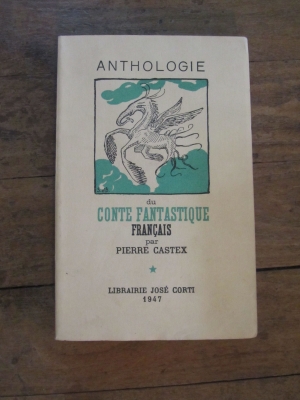 ANTHOLOGIE
du
CONTE FANTASTIQUE
FRANÇAIS
par
PIERRE CASTEX
LIBRAIRIE JOSÉ CORTI
1947